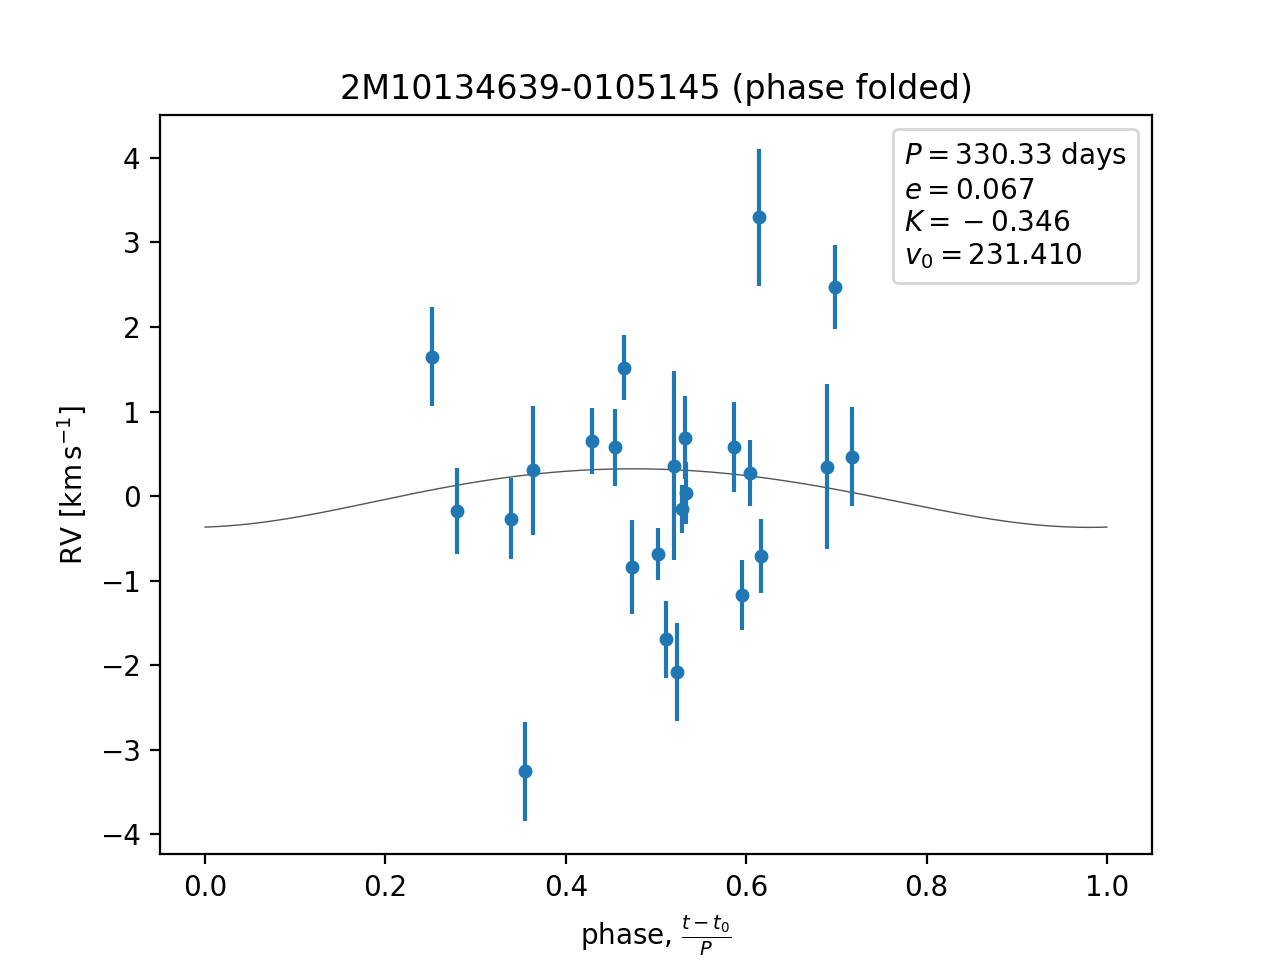 2M10134639-0105145 (phase folded)
P = 330.33 days
e = 0.067
K = −0.346
v₀ = 231.410
4
3
2
1
0
−1
−2
−3
−4
RV [km s⁻¹]
0.0 0.2 0.4 0.6 0.8 1.0
phase, (t − t₀)/P